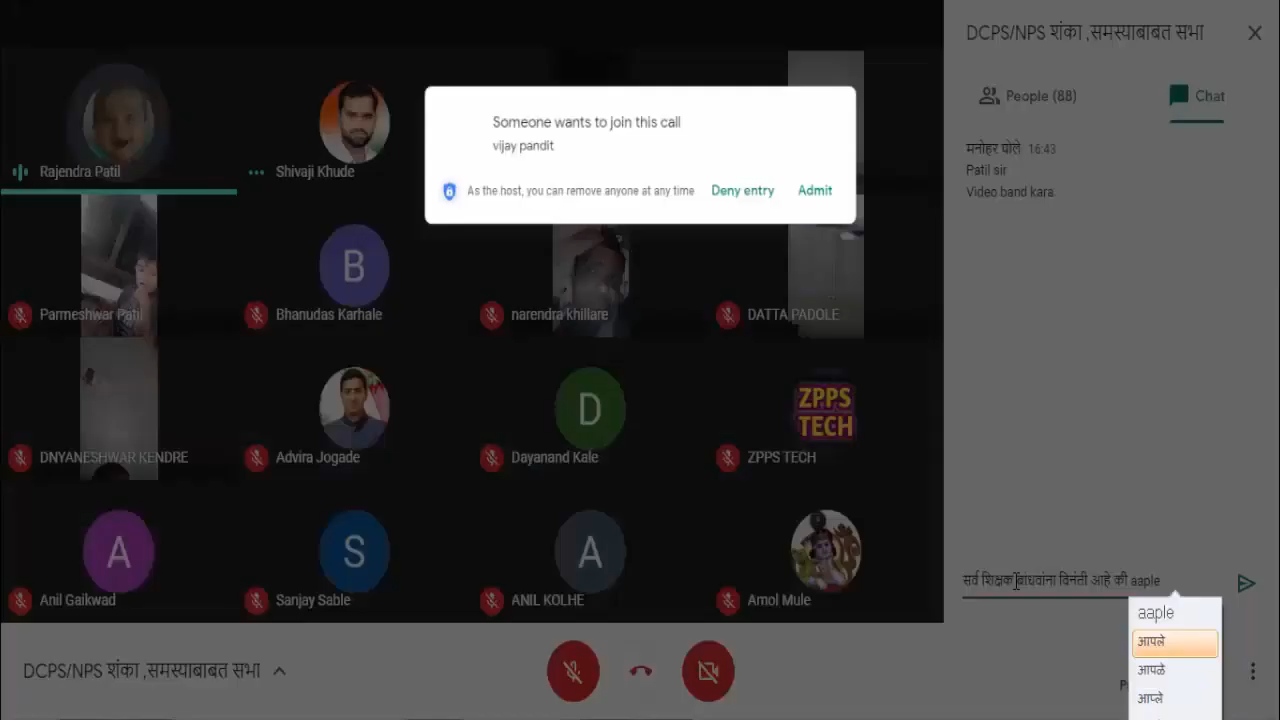 DCPS/NPS शंका ,समस्याबाबत सभा
People (88)
Chat
मनोहर पोले 16:43
Patil sir
Video band kara
Someone wants to join this call
vijay pandit
As the host, you can remove anyone at any time
Deny entry
Admit
Rajendra Patil
Shivaji Khude
B
Parmeshwar Patil
Bhanudas Karhale
narendra khillare
DATTA PADOLE
D
ZPPS
TECH
DNYANESHWAR KENDRE
Advira Jogade
Dayanand Kale
ZPPS TECH
A
S
A
Anil Gaikwad
Sanjay Sable
ANIL KOLHE
Amol Mule
सर्व शिक्षक बांधवांना विनंती आहे की aaple
aaple
आपले
आपळे
आप्ले
DCPS/NPS शंका ,समस्याबाबत सभा